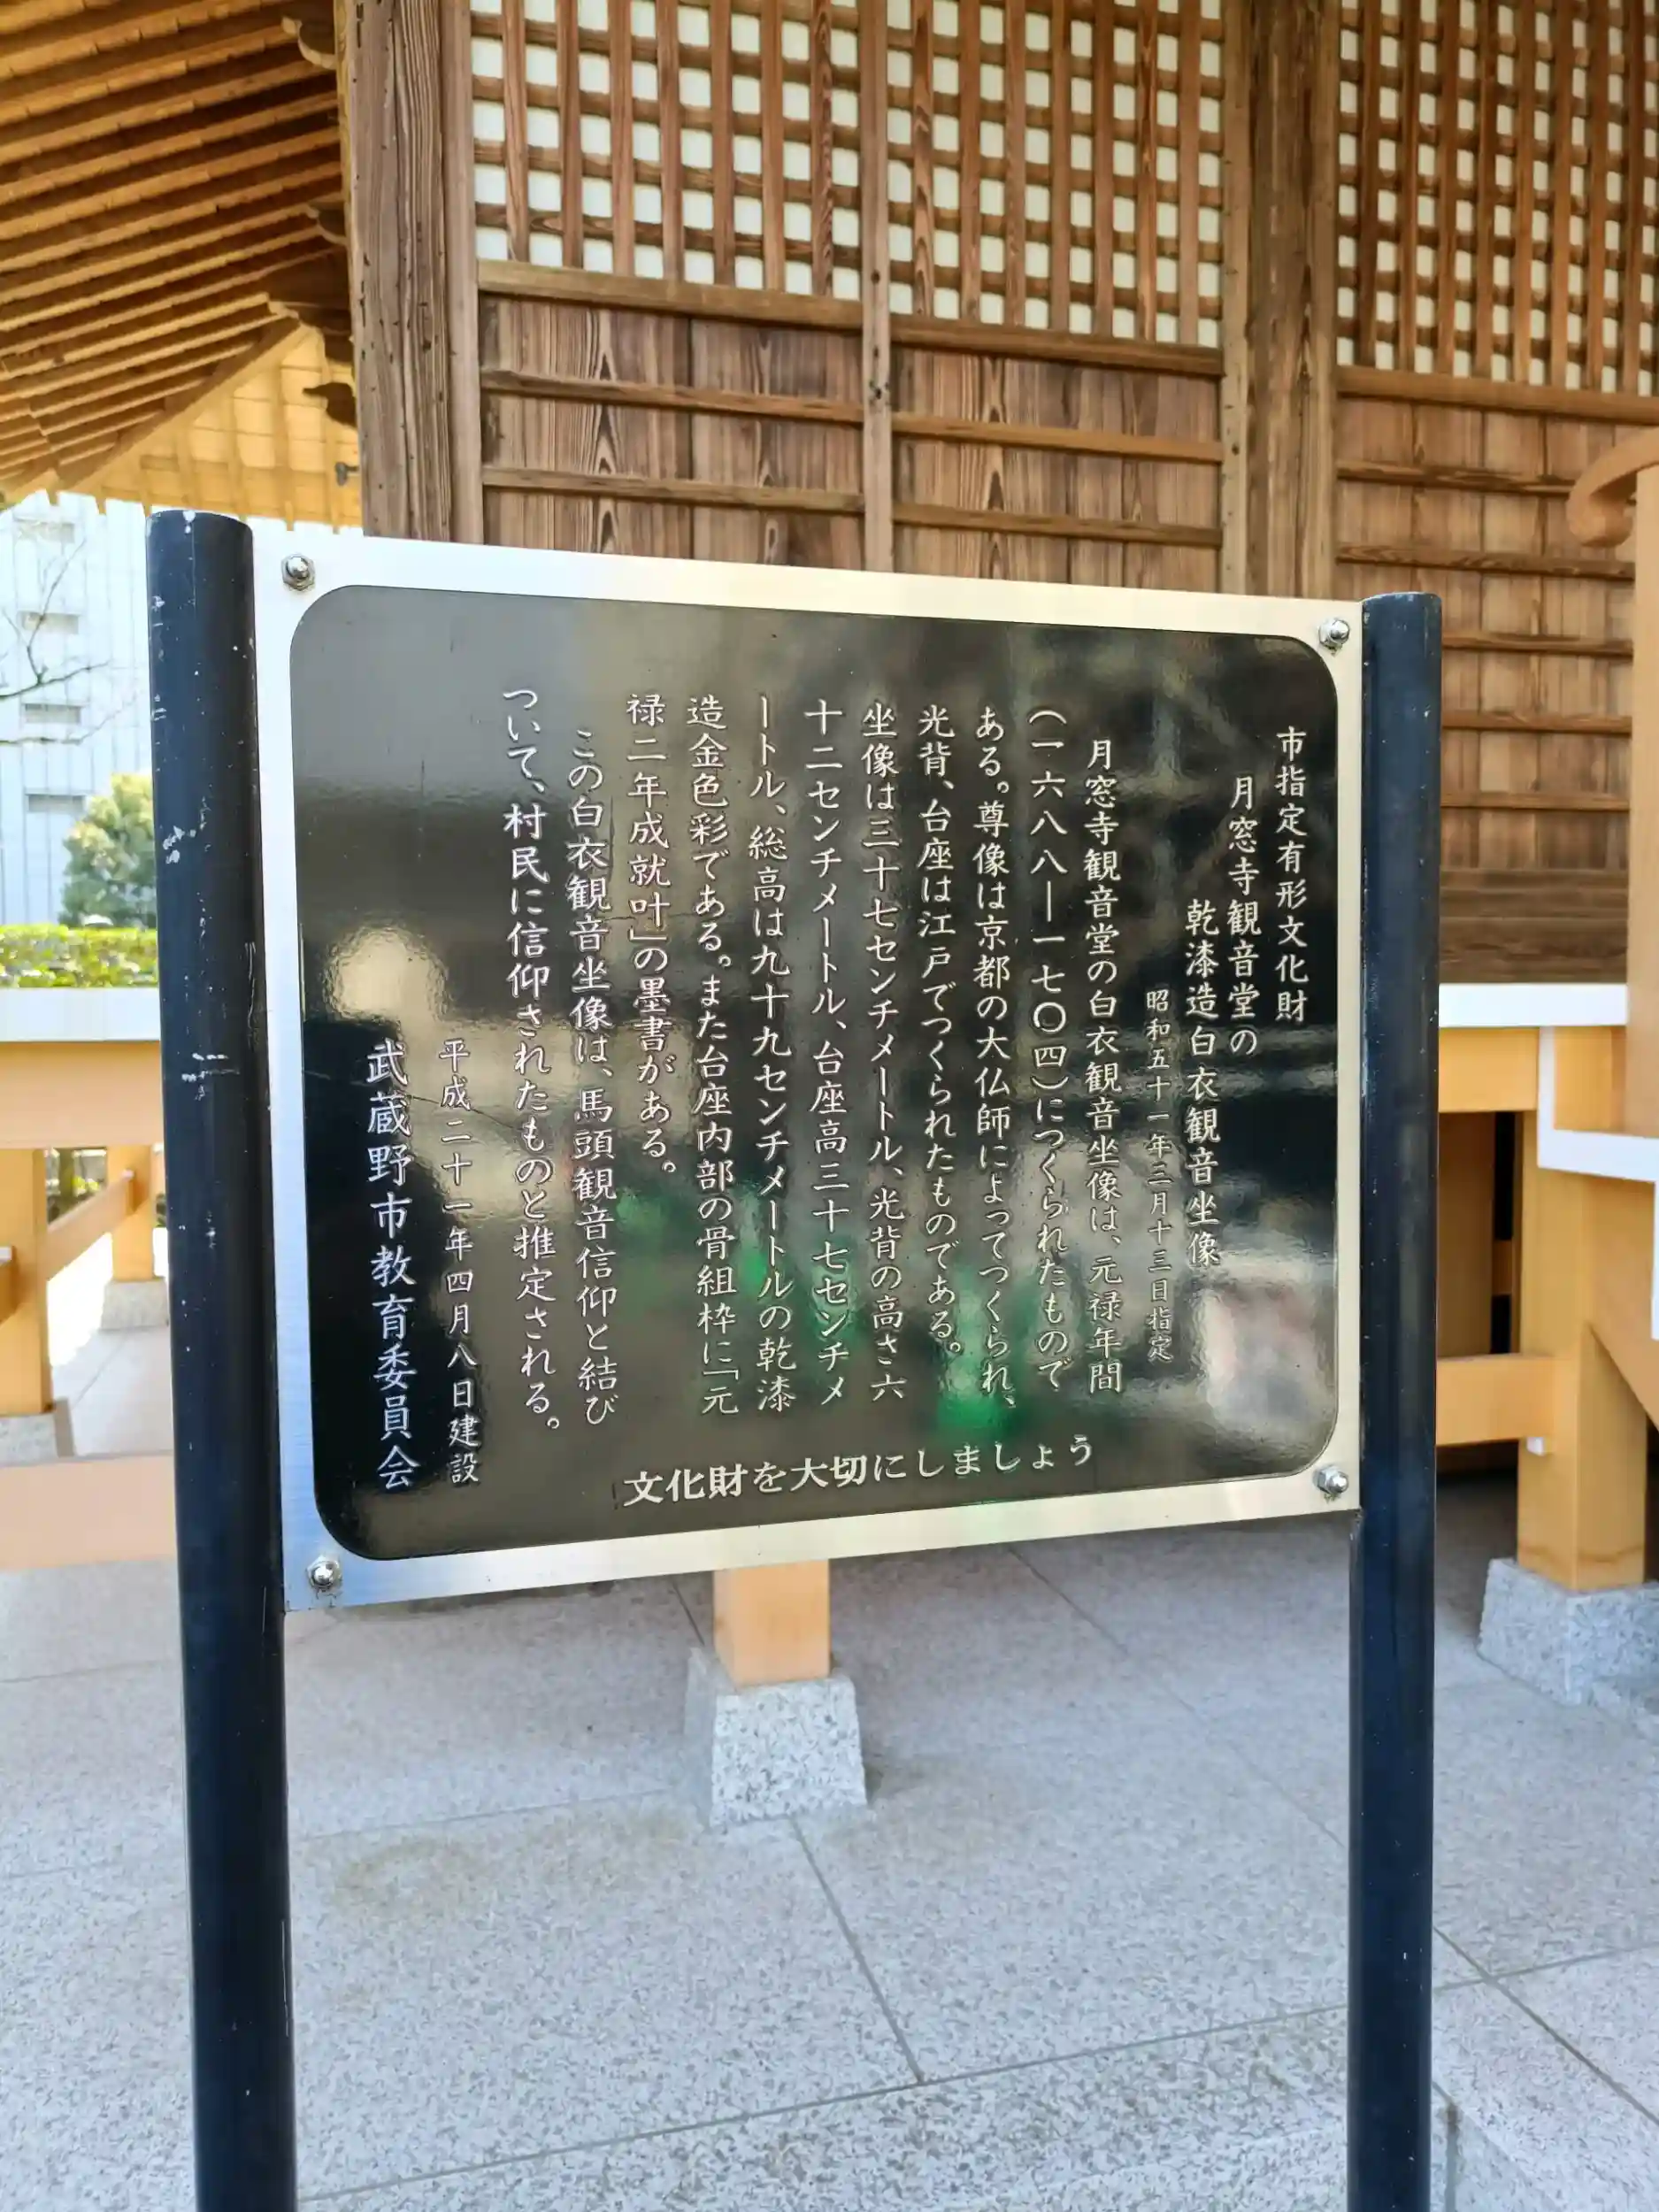 市指定有形文化財
月窓寺観音堂の
乾漆造白衣観音坐像
昭和五十一年三月十三日指定
月窓寺観音堂の白衣観音坐像は、元禄年間
(一六八八―一七〇四)につくられたもので
ある。尊像は京都の大仏師によってつくられ、
光背、台座は江戸でつくられたものである。
坐像は三十七センチメートル、光背の高さ六
十二センチメートル、台座高三十七センチメ
ートル、総高は九十九センチメートルの乾漆
造金色彩である。また台座内部の骨組枠に「元
禄二年成就叶」の墨書がある。
この白衣観音坐像は、馬頭観音信仰と結び
ついて、村民に信仰されたものと推定される。
平成二十一年四月八日建設
武蔵野市教育委員会
文化財を大切にしましょう